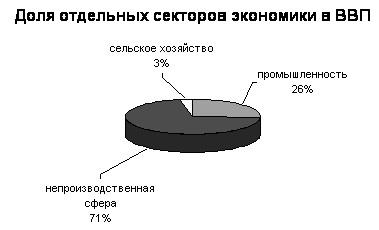 Доля отдельных секторов экономики в ВВП
сельское хозяйство
3%
промышленность
26%
непроизводственная
сфера
71%